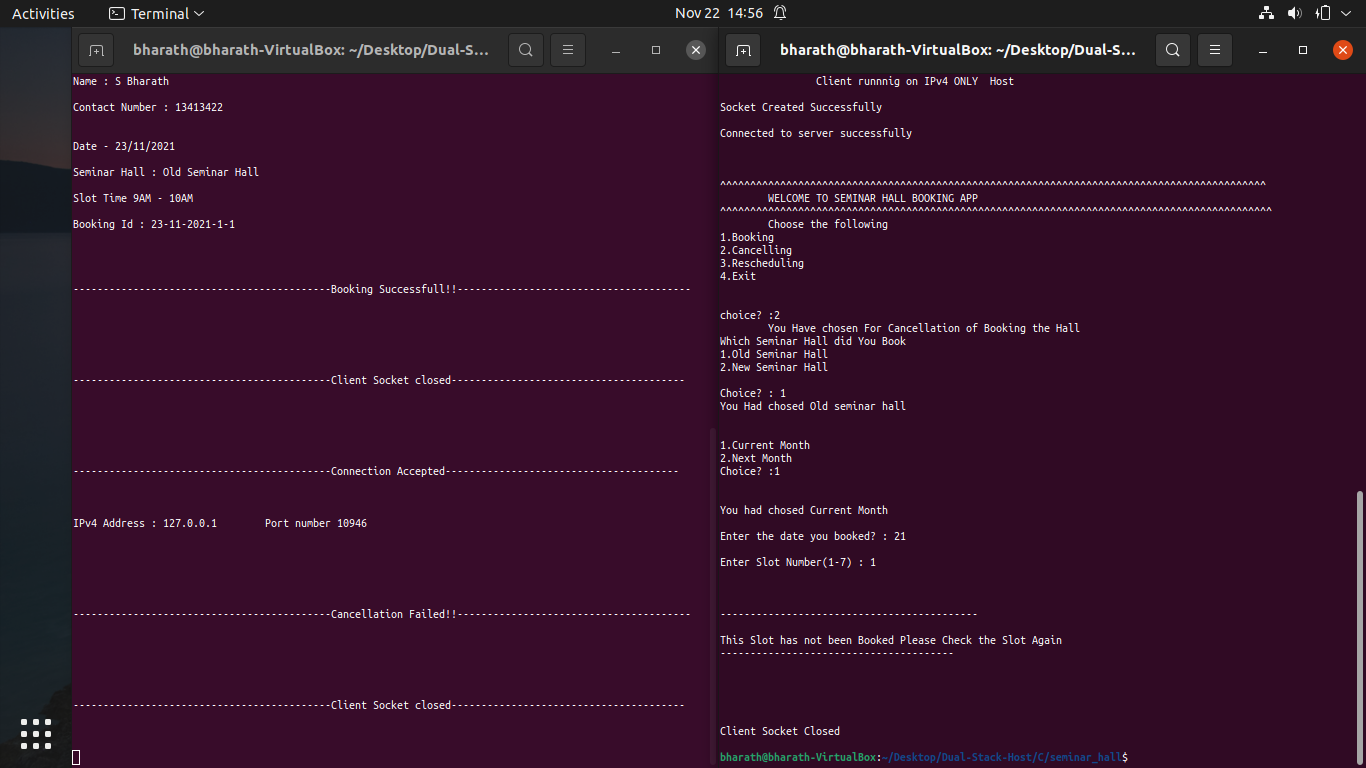 Activities
Terminal
Nov 22 14:56
bharath@bharath-VirtualBox: ~/Desktop/Dual-S...
Name : S Bharath
Contact Number : 13413422
Date - 23/11/2021
Seminar Hall : Old Seminar Hall
Slot Time 9AM - 10AM
Booking Id : 23-11-2021-1-1
-------------------------------------------Booking Successfull!!---------------------------------------
-------------------------------------------Client Socket closed---------------------------------------
-------------------------------------------Connection Accepted---------------------------------------
IPv4 Address : 127.0.0.1        Port number 10946
-------------------------------------------Cancellation Failed!!---------------------------------------
-------------------------------------------Client Socket closed---------------------------------------
bharath@bharath-VirtualBox: ~/Desktop/Dual-S...
Client runnnig on IPv4 ONLY  Host
Socket Created Successfully
Connected to server successfully
^^^^^^^^^^^^^^^^^^^^^^^^^^^^^^^^^^^^^^^^^^^^^^^^^^^^^^^^^^^^^^^^^^^^^^^^^^^^^^^^^^^^^^^^^^^
WELCOME TO SEMINAR HALL BOOKING APP
^^^^^^^^^^^^^^^^^^^^^^^^^^^^^^^^^^^^^^^^^^^^^^^^^^^^^^^^^^^^^^^^^^^^^^^^^^^^^^^^^^^^^^^^^^^^
Choose the following
1.Booking
2.Cancelling
3.Rescheduling
4.Exit
choice? :2
You Have chosen For Cancellation of Booking the Hall
Which Seminar Hall did You Book
1.Old Seminar Hall
2.New Seminar Hall
Choice? : 1
You Had chosed Old seminar hall
1.Current Month
2.Next Month
Choice? :1
You had chosed Current Month
Enter the date you booked? : 21
Enter Slot Number(1-7) : 1
-------------------------------------------
This Slot has not been Booked Please Check the Slot Again
---------------------------------------
Client Socket Closed
bharath@bharath-VirtualBox:~/Desktop/Dual-Stack-Host/C/seminar_hall$